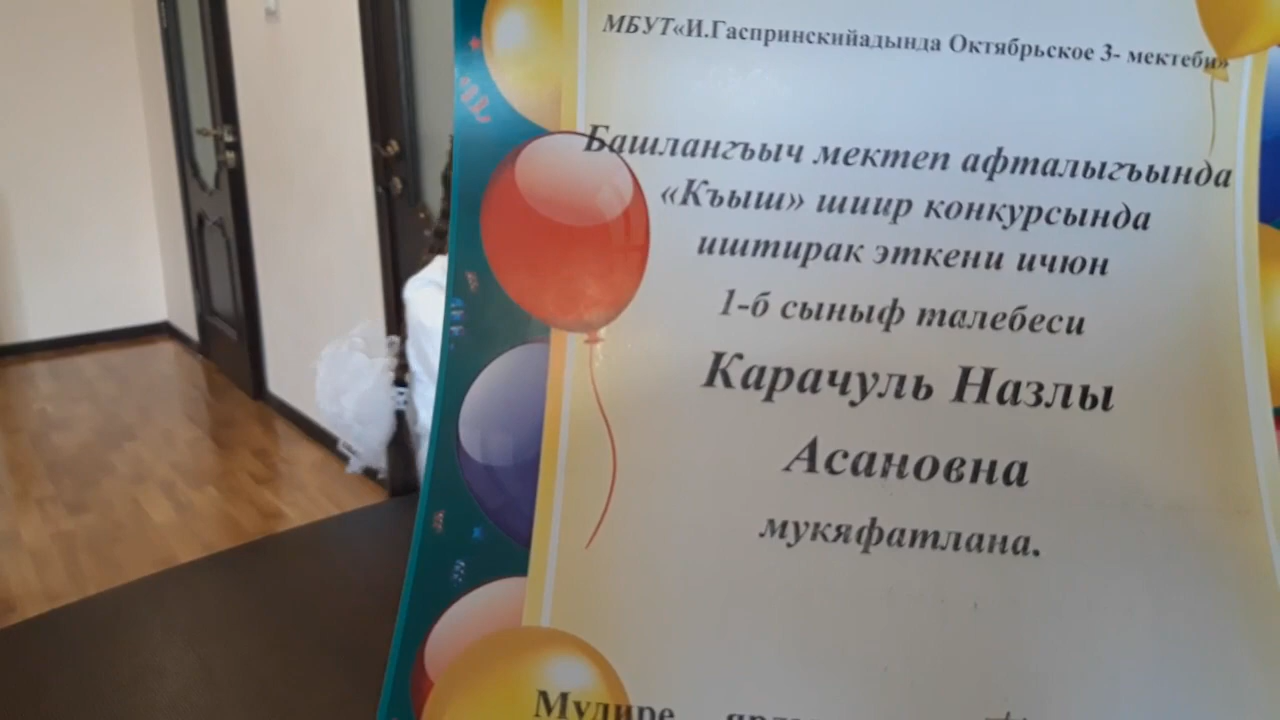 МБУТ«И.Гаспринскийадында Октябрьское 3- мектеби»
Башлангъыч мектеп афталыгъында
«Къыш» шиир конкурсында
иштирак эткени ичюн
1-б сыныф талебеси
Карачуль Назлы
Асановна
мукяфатлана.
Мудире